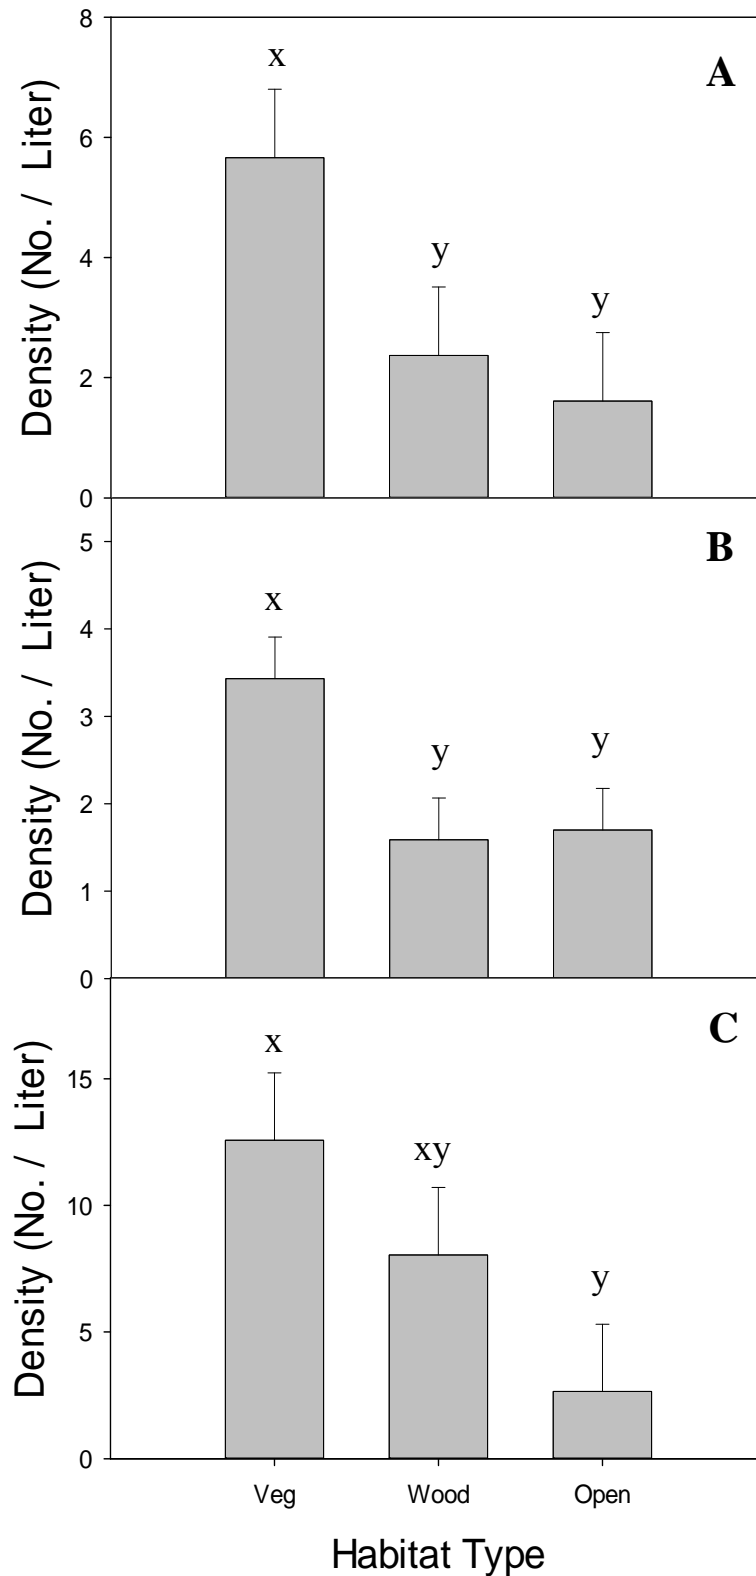 8
A
x
6
y
4
y
2
0
Density (No. / Liter)
5
B
x
4
3
y
y
2
1
0
Density (No. / Liter)
C
x
15
xy
10
y
5
0
Density (No. / Liter)
Veg Wood Open
Habitat Type